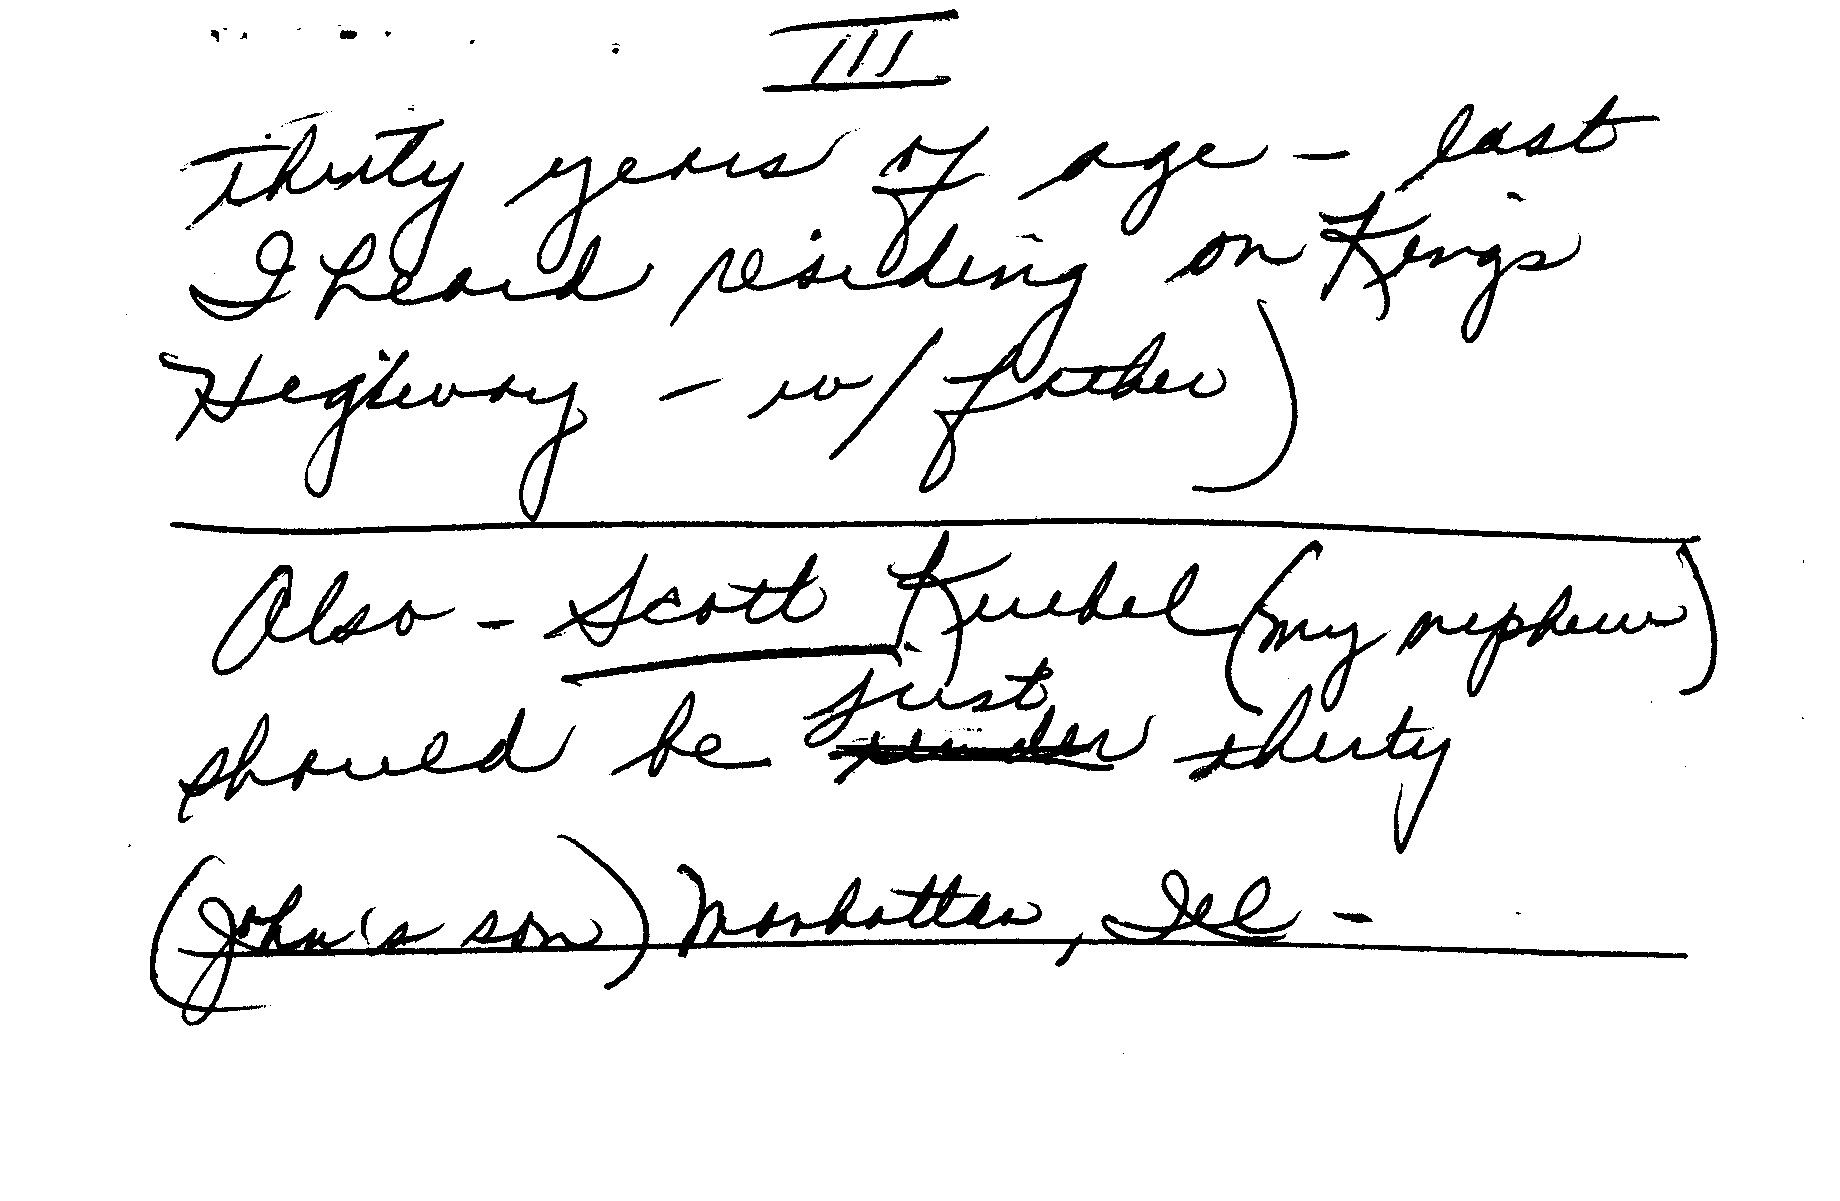 III
thirty years of age - last
I heard residing on Kings
Highway - w/ father)
Also - Scott Kuebel (my nephew)
should be just under thirty
(John's son) Manhattan, Ill -